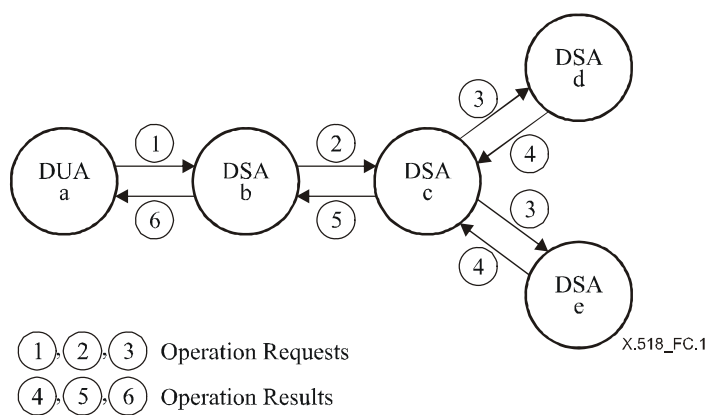 DSA
d
3
4
1
2
DUA
a
DSA
b
DSA
c
6
5
3
4
DSA
e
X.518_FC.1
1, 2, 3 Operation Requests
4, 5, 6 Operation Results